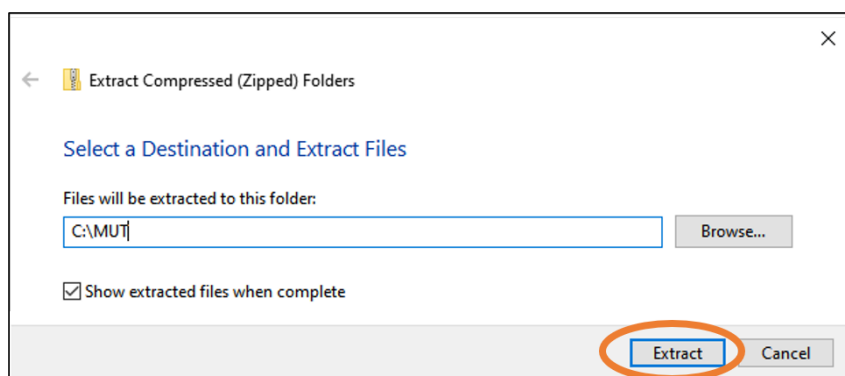 Extract Compressed (Zipped) Folders
Select a Destination and Extract Files
Files will be extracted to this folder:
C:\MUT
Browse...
Show extracted files when complete
Extract
Cancel